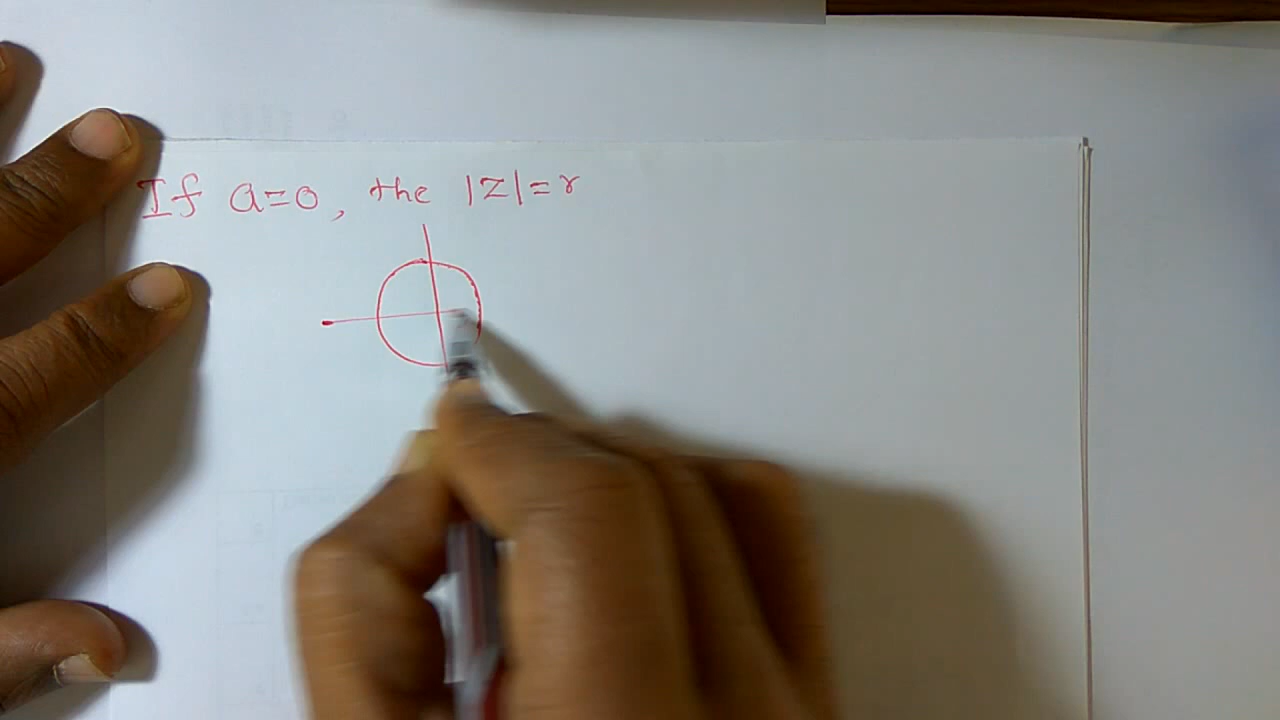 If a=0, the |z|=r